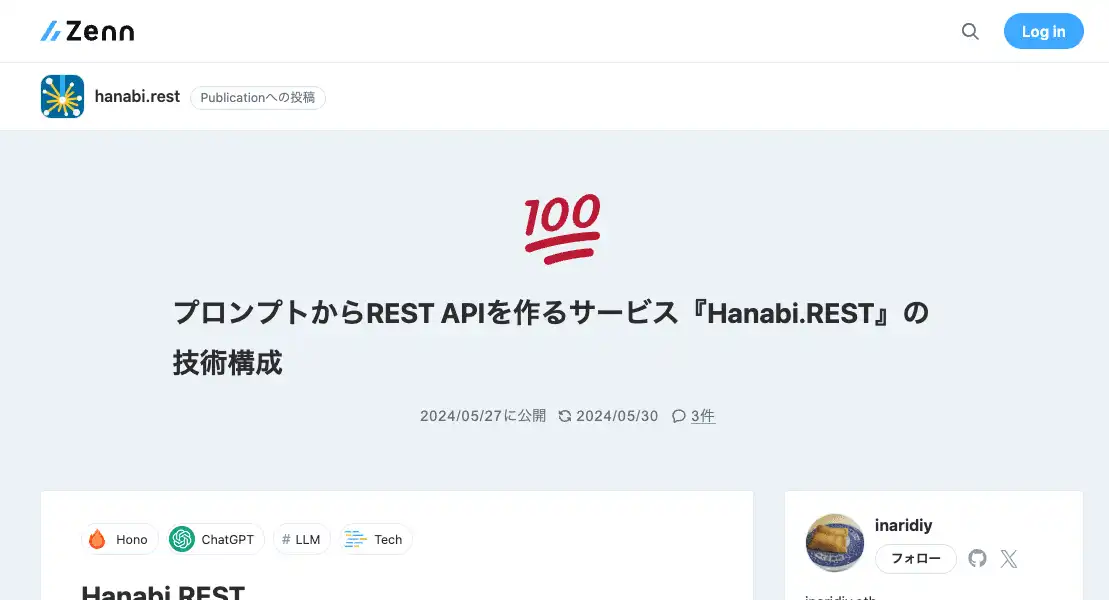 Zenn
Log in
hanabi.rest
Publicationへの投稿
100
プロンプトからREST APIを作るサービス『Hanabi.REST』の
技術構成
2024/05/27に公開 2024/05/30 3件
Hono ChatGPT # LLM Tech
Hanabi.REST
inaridiy
フォロー
inaridiy.eth